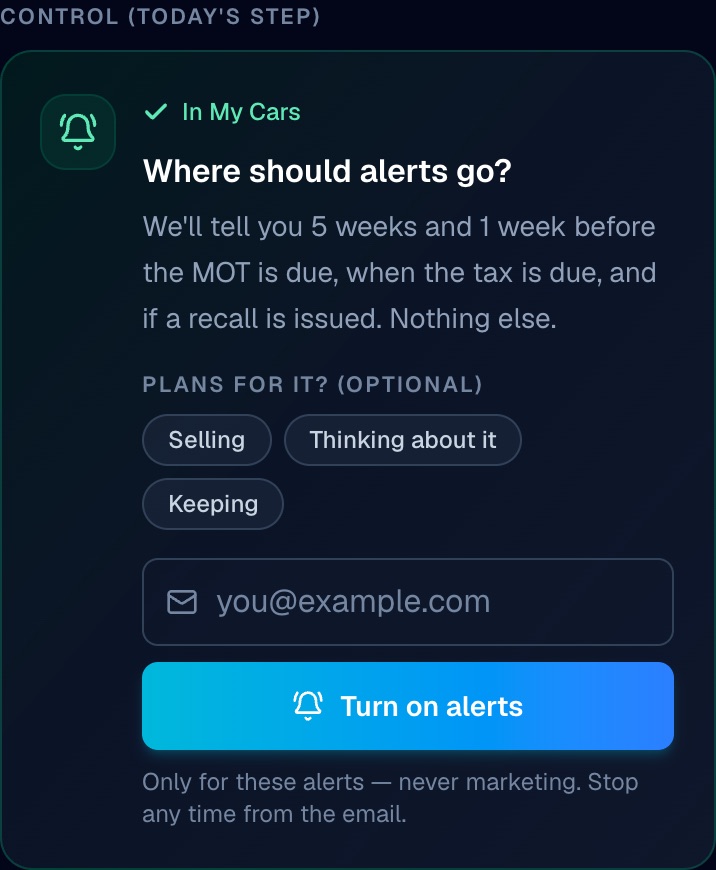 CONTROL (TODAY'S STEP)
In My Cars
Where should alerts go?
We'll tell you 5 weeks and 1 week before
the MOT is due, when the tax is due, and
if a recall is issued. Nothing else.
PLANS FOR IT? (OPTIONAL)
Selling
Thinking about it
Keeping
you@example.com
Turn on alerts
Only for these alerts — never marketing. Stop
any time from the email.